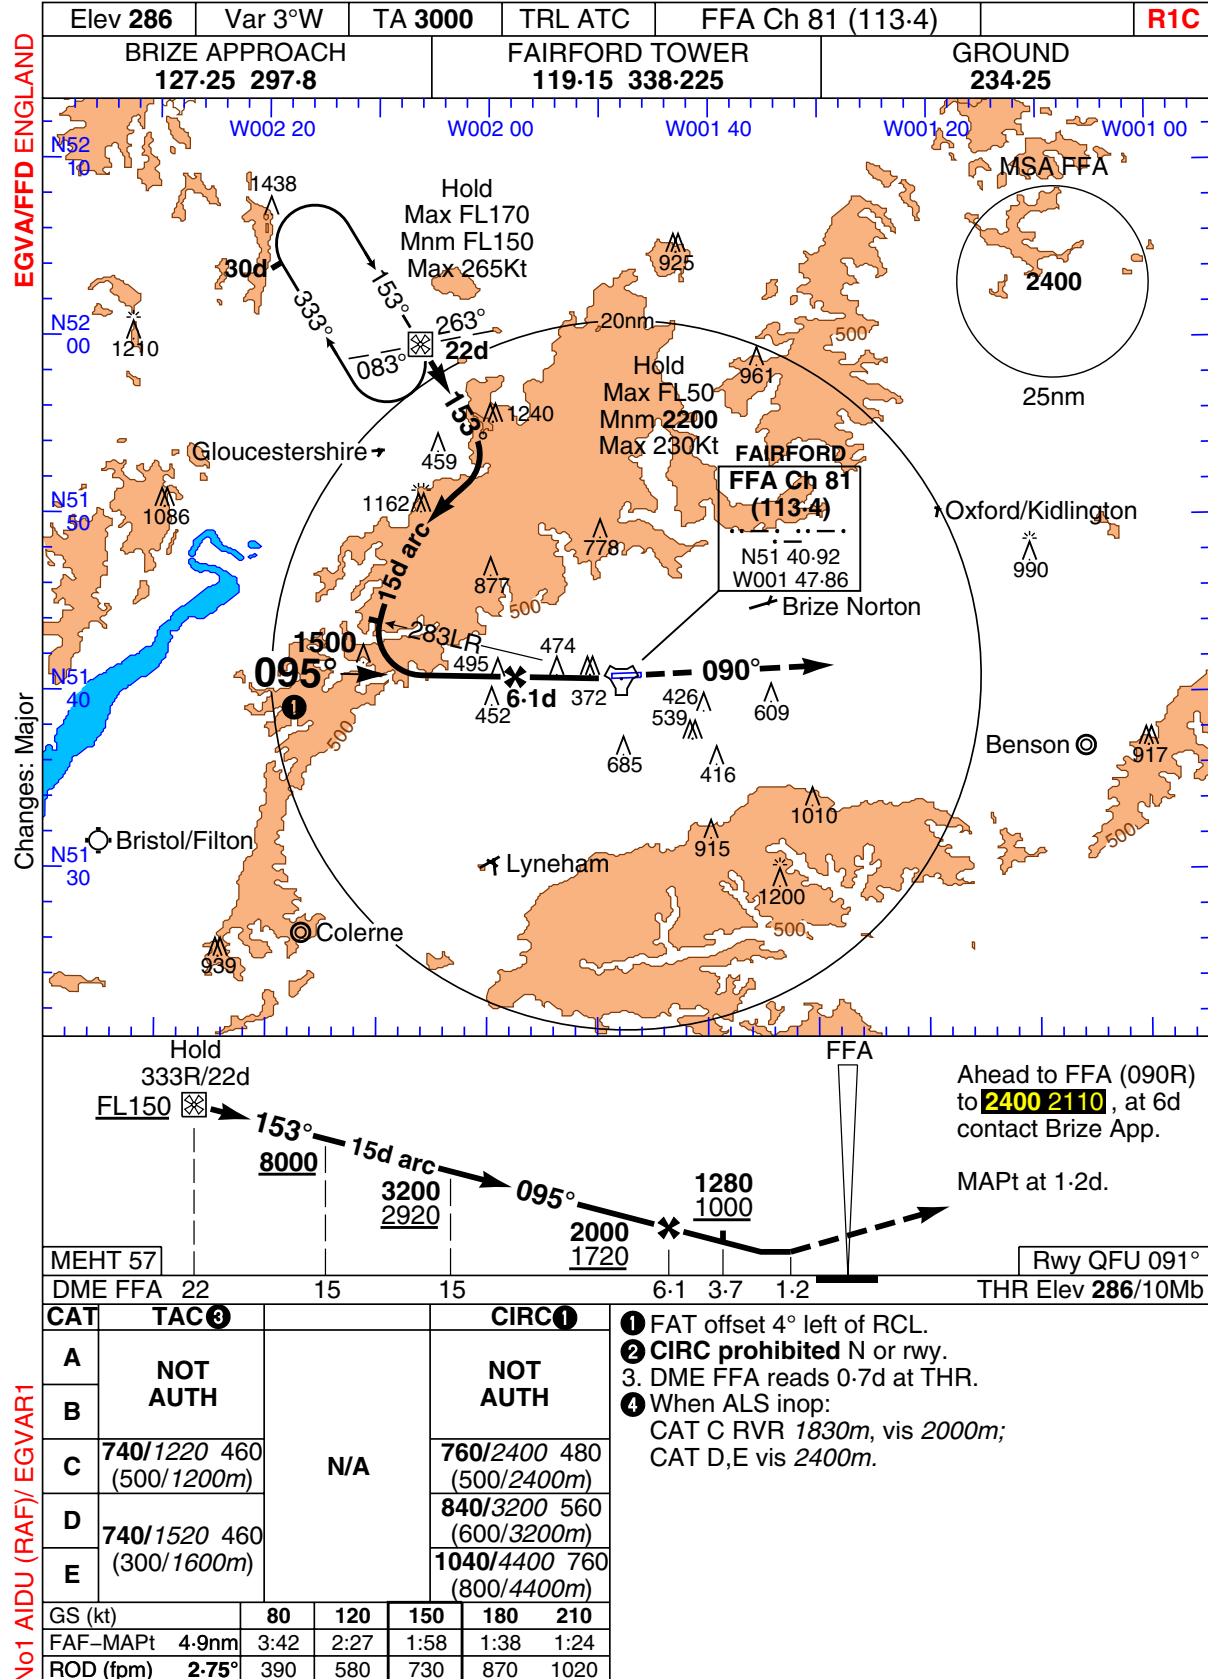 Elev 286 Var 3°W TA 3000 TRL ATC FFA Ch 81 (113·4) R1C
BRIZE APPROACH
127·25 297·8
FAIRFORD TOWER
119·15 338·225
GROUND
234·25
EGVA/FFD ENGLAND
Changes: Major
No1 AIDU (RAF)/ EGVAR1
W002 20 W002 00 W001 40 W001 20 W001 00
N52
10
N52
00
N51
50
N51
40
N51
30
MSA FFA
2400
25nm
1438
Hold
Max FL170
Mnm FL150
Max 265Kt
30d
333°
153°
263°
083°
22d
925
1210
20nm
500
961
Hold
Max FL50
Mnm 2200
Max 230Kt
153°
1240
Gloucestershire
459
1162
1086
FAIRFORD
FFA Ch 81
(113·4)
N51 40·92
W001 47·86
Oxford/Kidlington
990
778
15d arc
877
500
Brize Norton
283LR
1500
095°
1
495
474
6·1d
372
452
090°
426
539
609
685
416
500
Benson
917
500
1010
915
1200
500
Bristol/Filton
Lyneham
Colerne
939
Hold
333R/22d
FL150
153°
8000
15d arc
3200
2920
095°
2000
1720
1280
1000
FFA
Ahead to FFA (090R)
to 2400 2110 , at 6d
contact Brize App.
MAPt at 1·2d.
MEHT 57
Rwy QFU 091°
DME FFA 22 15 15 6·1 3·7 1·2 THR Elev 286/10Mb
CAT TAC 3 CIRC 1
A
B
NOT
AUTH
NOT
AUTH
N/A
C
740/1220 460
(500/1200m)
760/2400 480
(500/2400m)
D
E
740/1520 460
(300/1600m)
840/3200 560
(600/3200m)
1040/4400 760
(800/4400m)
GS (kt) 80 120 150 180 210
FAF–MAPt 4·9nm 3:42 2:27 1:58 1:38 1:24
ROD (fpm) 2·75° 390 580 730 870 1020
1 FAT offset 4° left of RCL.
2 CIRC prohibited N or rwy.
3. DME FFA reads 0·7d at THR.
4 When ALS inop:
CAT C RVR 1830m, vis 2000m;
CAT D,E vis 2400m.